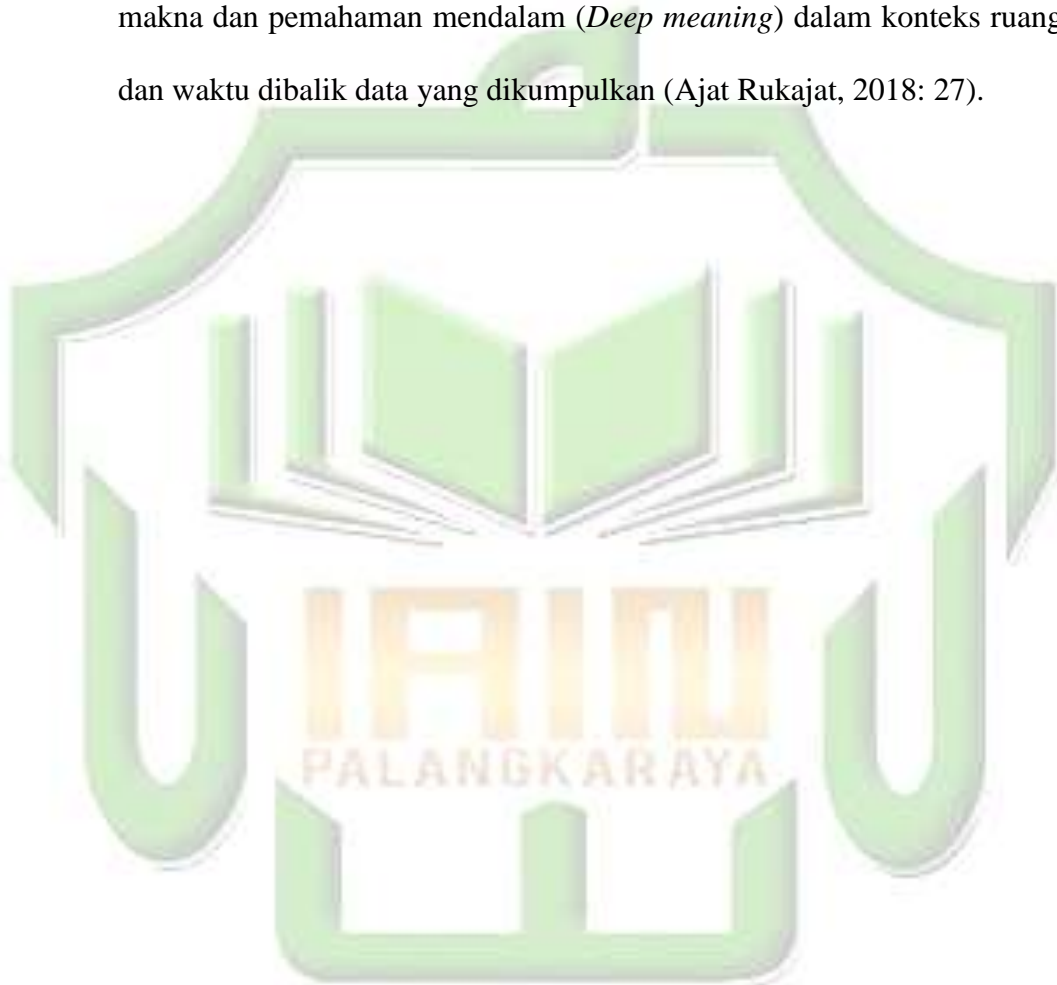 makna dan pemahaman mendalam (Deep meaning) dalam konteks ruang
dan waktu dibalik data yang dikumpulkan (Ajat Rukajat, 2018: 27).
IAIN
PALANGKARAYA